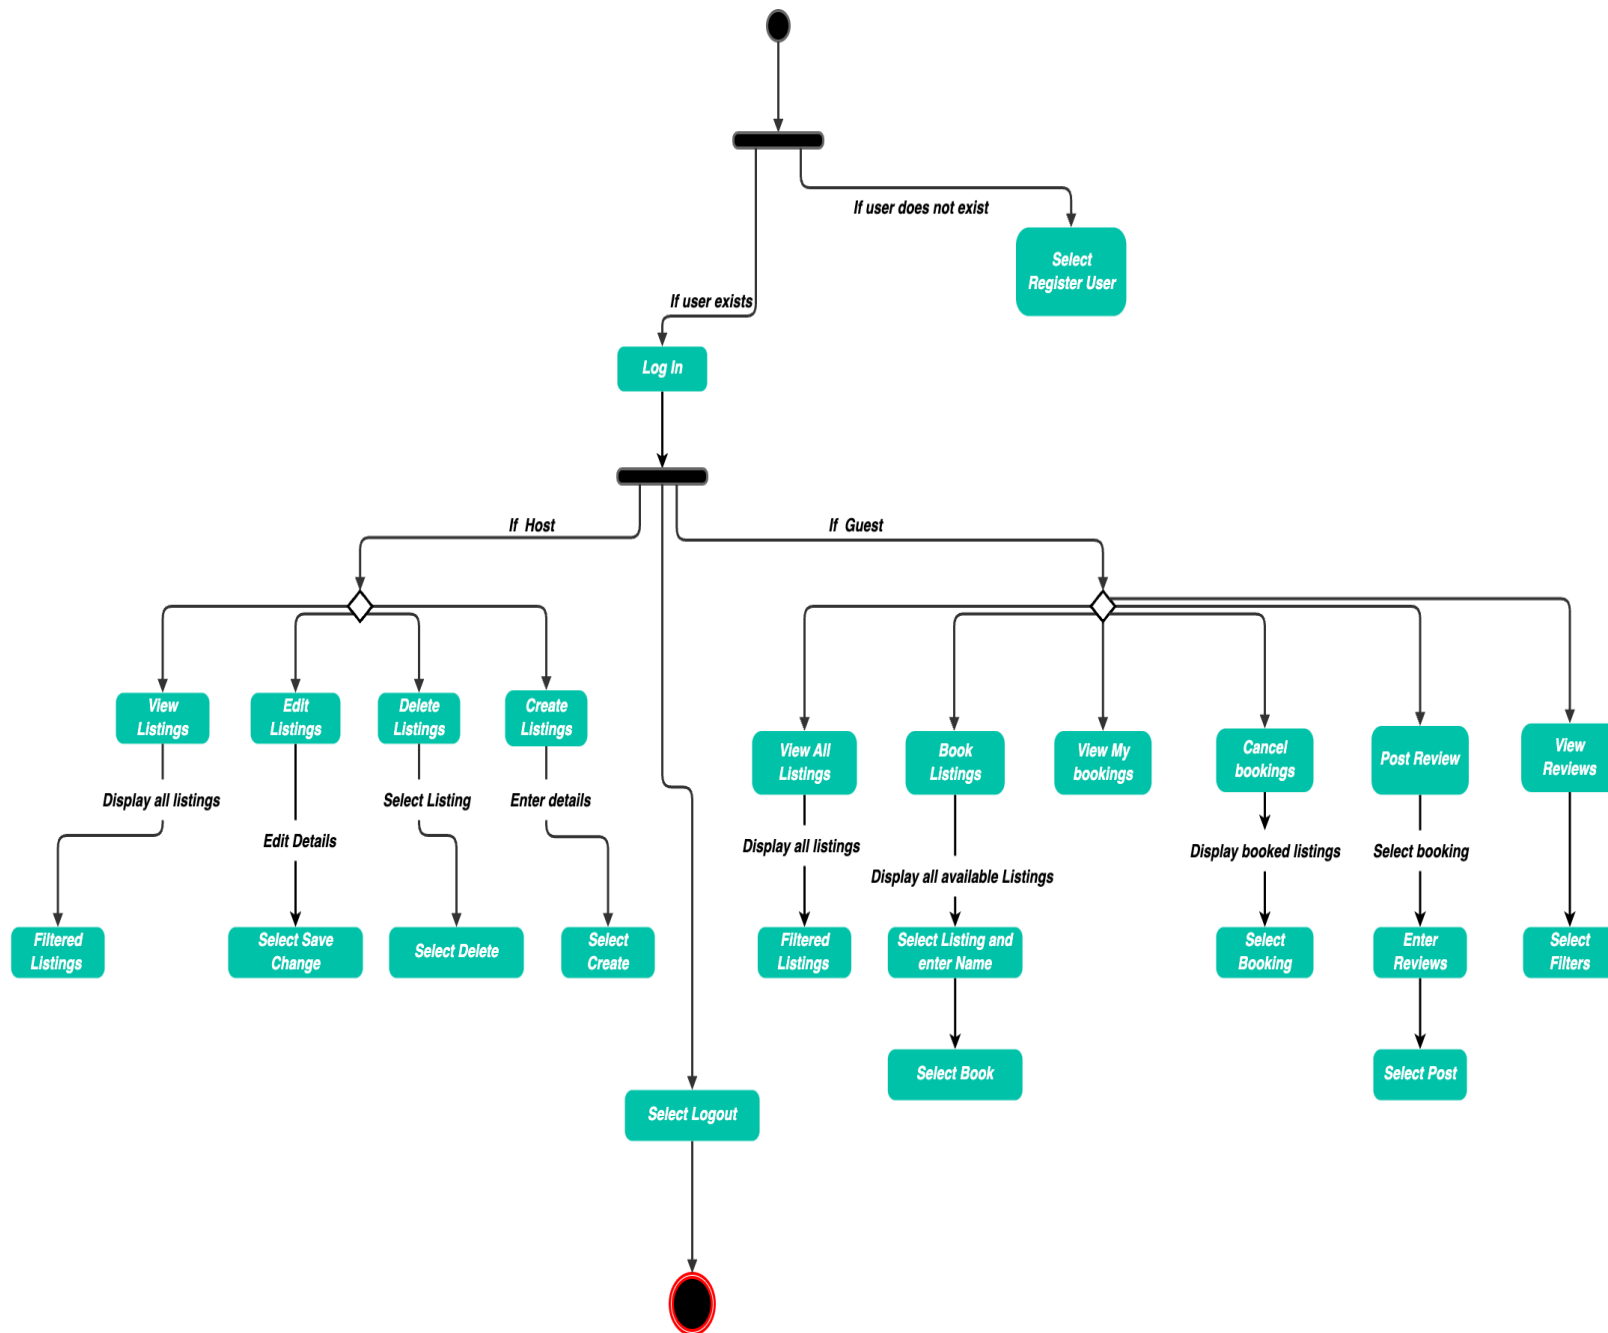 If user does not exist
Select
Register User
If user exists
Log In
If  Host
If  Guest
View
Listings
Edit
Listings
Delete
Listings
Create
Listings
View All
Listings
Book
Listings
View My
bookings
Cancel
bookings
Post Review
View
Reviews
Display all listings
Edit Details
Select Listing
Enter details
Display all listings
Display all available Listings
Display booked listings
Select booking
Filtered
Listings
Select Save
Change
Select Delete
Select
Create
Filtered
Listings
Select Listing and
enter Name
Select
Booking
Enter
Reviews
Select
Filters
Select Book
Select Post
Select Logout